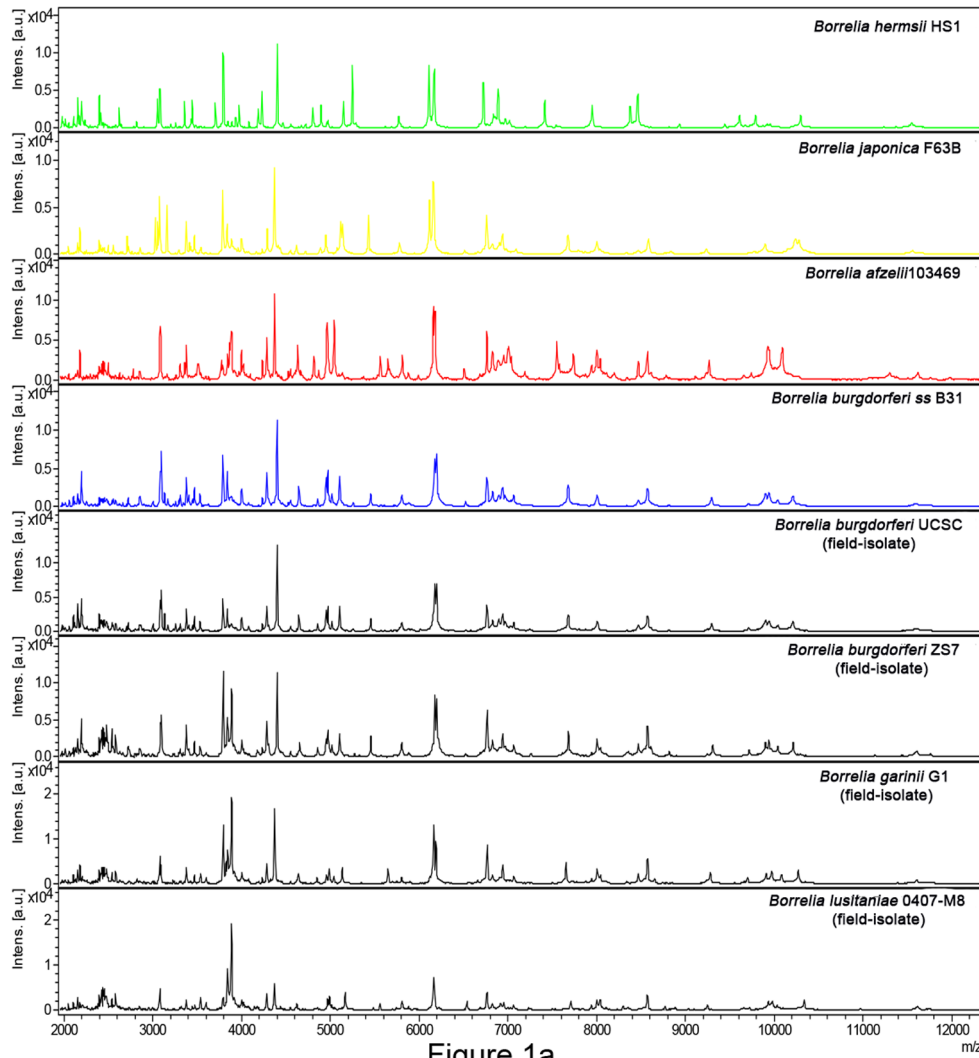 Intens. [a.u.]
x10⁴
1.0
0.5
0.0
Borrelia hermsii HS1
Intens. [a.u.]
x10⁴
1.0
0.5
0.0
Borrelia japonica F63B
Intens. [a.u.]
x10⁴
1.0
0.5
0.0
Borrelia afzelii103469
Intens. [a.u.]
x10⁴
1.0
0.5
0.0
Borrelia burgdorferi ss B31
Intens. [a.u.]
x10⁴
1.0
0.5
0.0
Borrelia burgdorferi UCSC
(field-isolate)
Intens. [a.u.]
x10⁴
1.0
0.5
0.0
Borrelia burgdorferi ZS7
(field-isolate)
Intens. [a.u.]
x10⁴
2
1
0
Borrelia garinii G1
(field-isolate)
Intens. [a.u.]
x10⁴
2
1
0
Borrelia lusitaniae 0407-M8
(field-isolate)
2000 3000 4000 5000 6000 7000 8000 9000 10000 11000 12000
m/z
Figure 1a